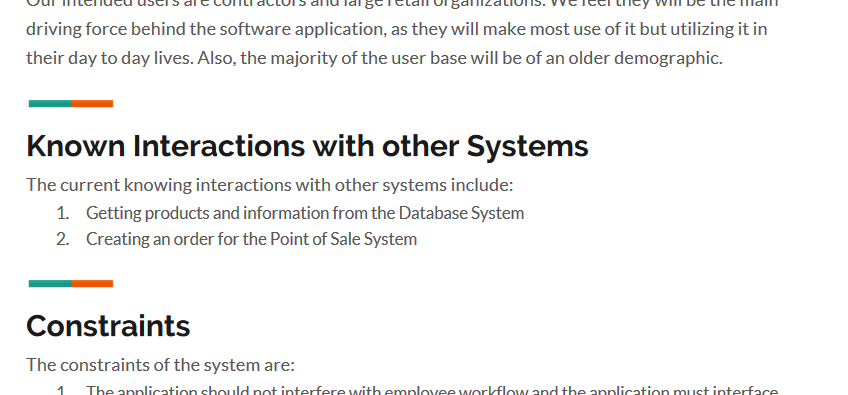 Our intended users are contractors and large retail organizations. We feel they will be the main
driving force behind the software application, as they will make most use of it but utilizing it in
their day to day lives. Also, the majority of the user base will be of an older demographic.
Known Interactions with other Systems
The current knowing interactions with other systems include:
1. Getting products and information from the Database System
2. Creating an order for the Point of Sale System
Constraints
The constraints of the system are:
1. The application should not interfere with employee workflow and the application must interface